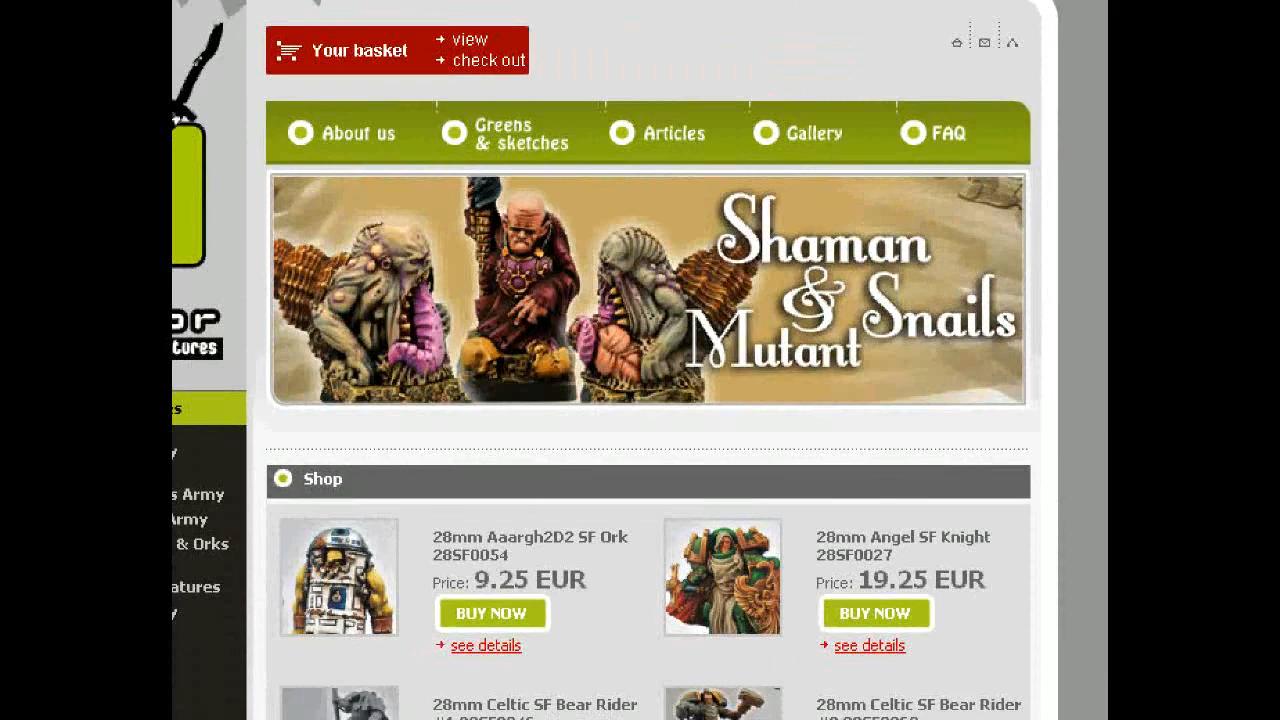 Your basket
view
check out
About us
Greens
& sketches
Articles
Gallery
FAQ
Shaman
&
Mutant Snails
s Army
Army
& Orks
Shop
28mm Aaargh2D2 SF Ork
28SF0054
Price: 9.25 EUR
BUY NOW
see details
28mm Angel SF Knight
28SF0027
Price: 19.25 EUR
BUY NOW
see details
28mm Celtic SF Bear Rider
28mm Celtic SF Bear Rider